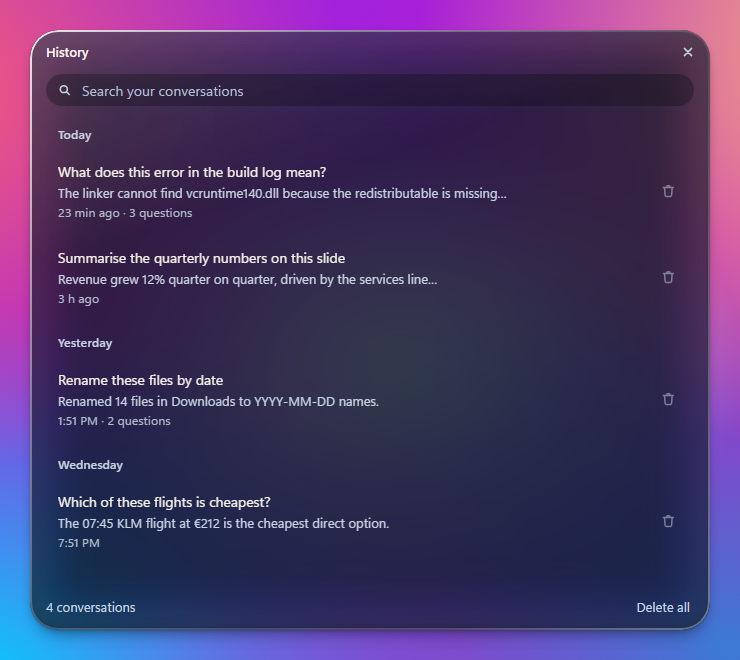 History
Search your conversations
Today
What does this error in the build log mean?
The linker cannot find vcruntime140.dll because the redistributable is missing...
23 min ago · 3 questions
Summarise the quarterly numbers on this slide
Revenue grew 12% quarter on quarter, driven by the services line...
3 h ago
Yesterday
Rename these files by date
Renamed 14 files in Downloads to YYYY-MM-DD names.
1:51 PM · 2 questions
Wednesday
Which of these flights is cheapest?
The 07:45 KLM flight at €212 is the cheapest direct option.
7:51 PM
4 conversations
Delete all